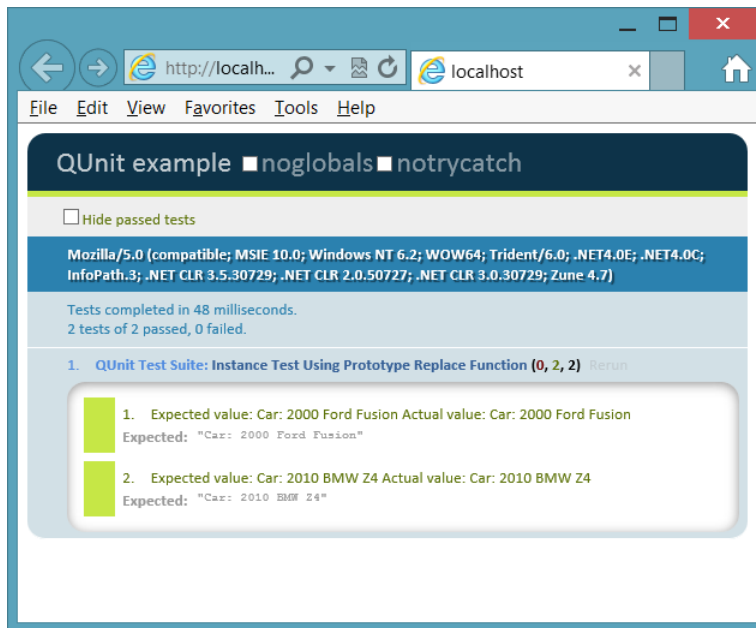 http://localh...
localhost
File Edit View Favorites Tools Help
QUnit example noglobals notrycatch
Hide passed tests
Mozilla/5.0 (compatible; MSIE 10.0; Windows NT 6.2; WOW64; Trident/6.0; .NET4.0E; .NET4.0C;
InfoPath.3; .NET CLR 3.5.30729; .NET CLR 2.0.50727; .NET CLR 3.0.30729; Zune 4.7)
Tests completed in 48 milliseconds.
2 tests of 2 passed, 0 failed.
1. QUnit Test Suite: Instance Test Using Prototype Replace Function (0, 2, 2) Rerun
1. Expected value: Car: 2000 Ford Fusion Actual value: Car: 2000 Ford Fusion
Expected: "Car: 2000 Ford Fusion"
2. Expected value: Car: 2010 BMW Z4 Actual value: Car: 2010 BMW Z4
Expected: "Car: 2010 BMW Z4"